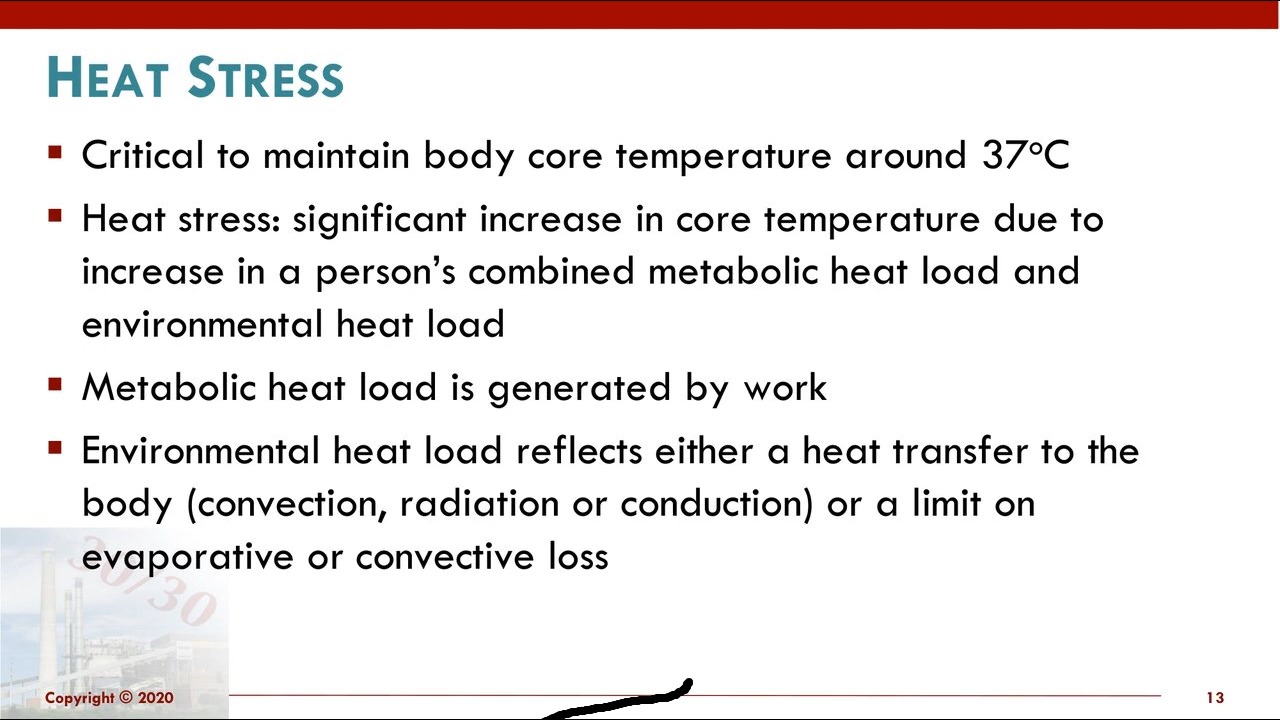 HEAT STRESS
▪ Critical to maintain body core temperature around 37°C
▪ Heat stress: significant increase in core temperature due to
increase in a person’s combined metabolic heat load and
environmental heat load
▪ Metabolic heat load is generated by work
▪ Environmental heat load reflects either a heat transfer to the
body (convection, radiation or conduction) or a limit on
evaporative or convective loss
30/30
Copyright © 2020
13